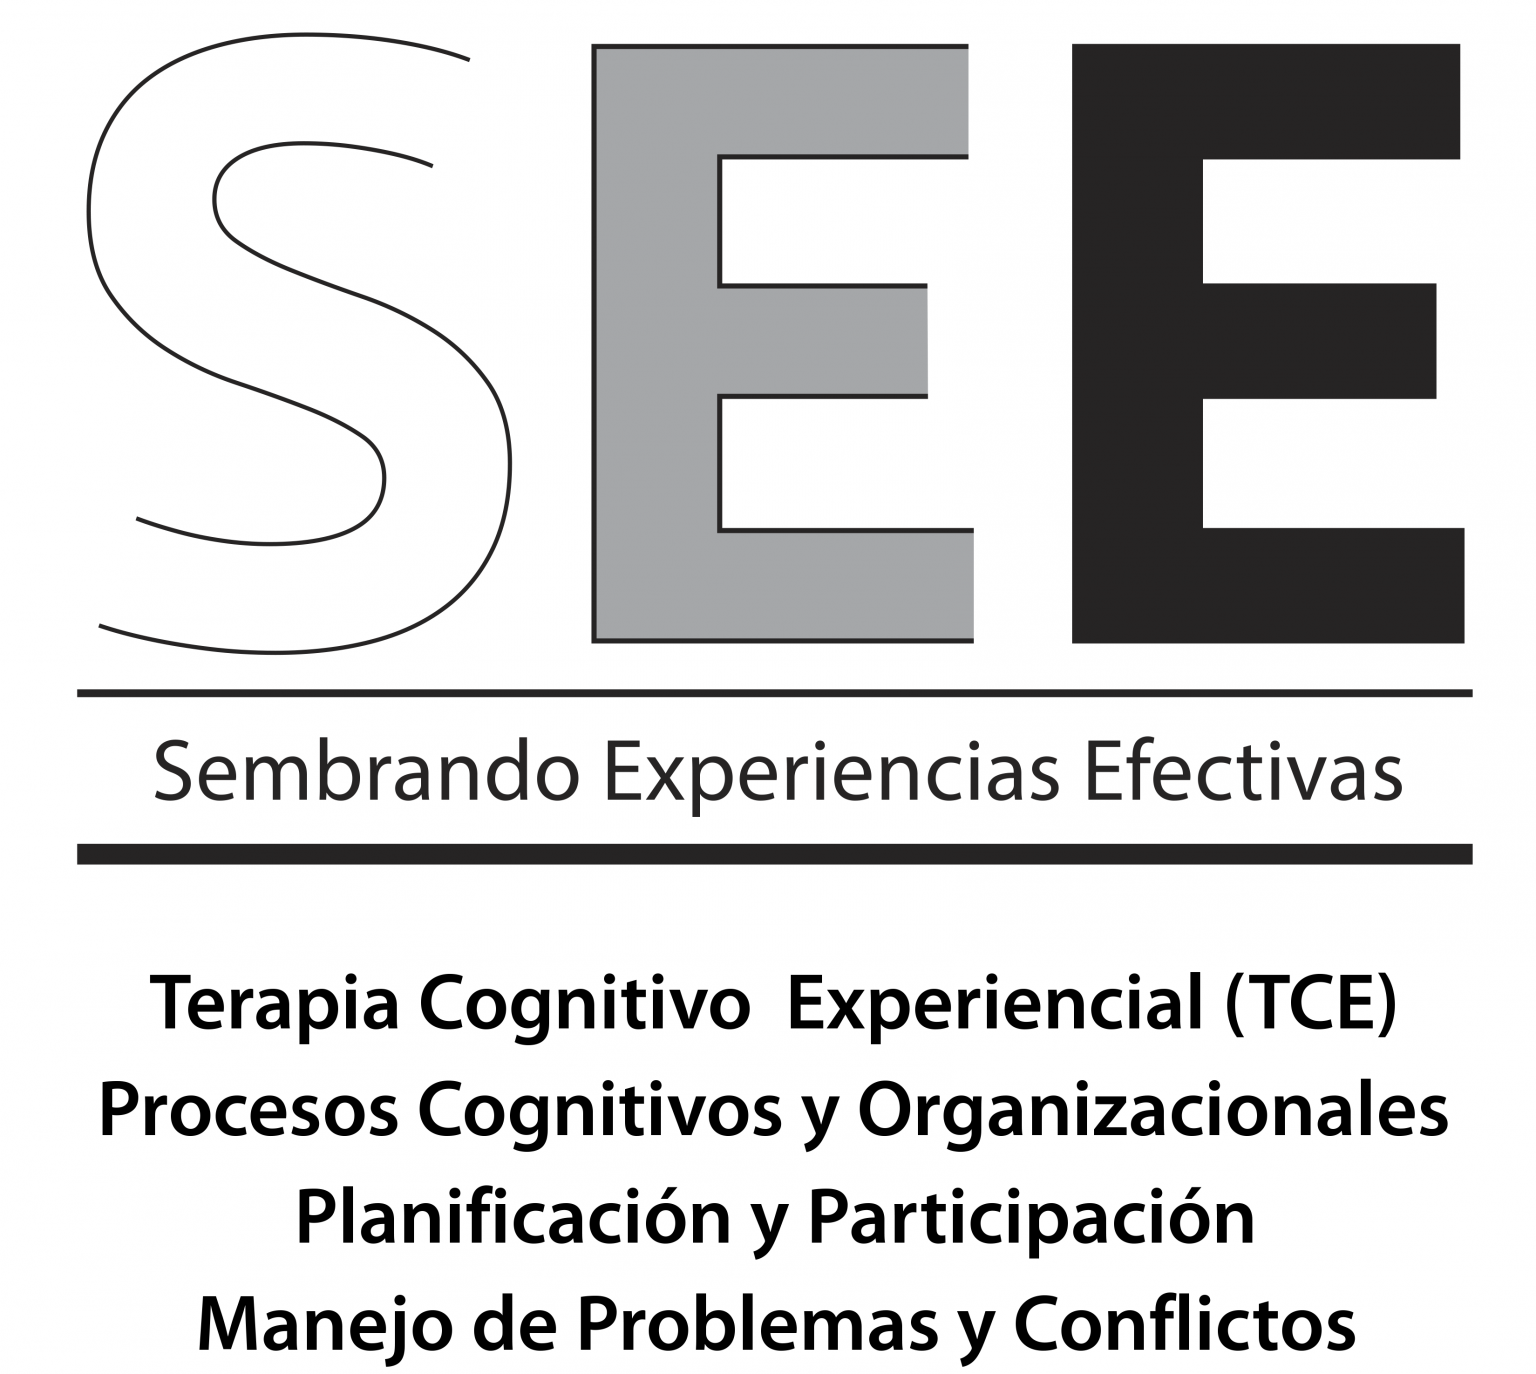 SEE
Sembrando Experiencias Efectivas
Terapia Cognitivo  Experiencial (TCE)
Procesos Cognitivos y Organizacionales
Planificación y Participación
Manejo de Problemas y Conflictos